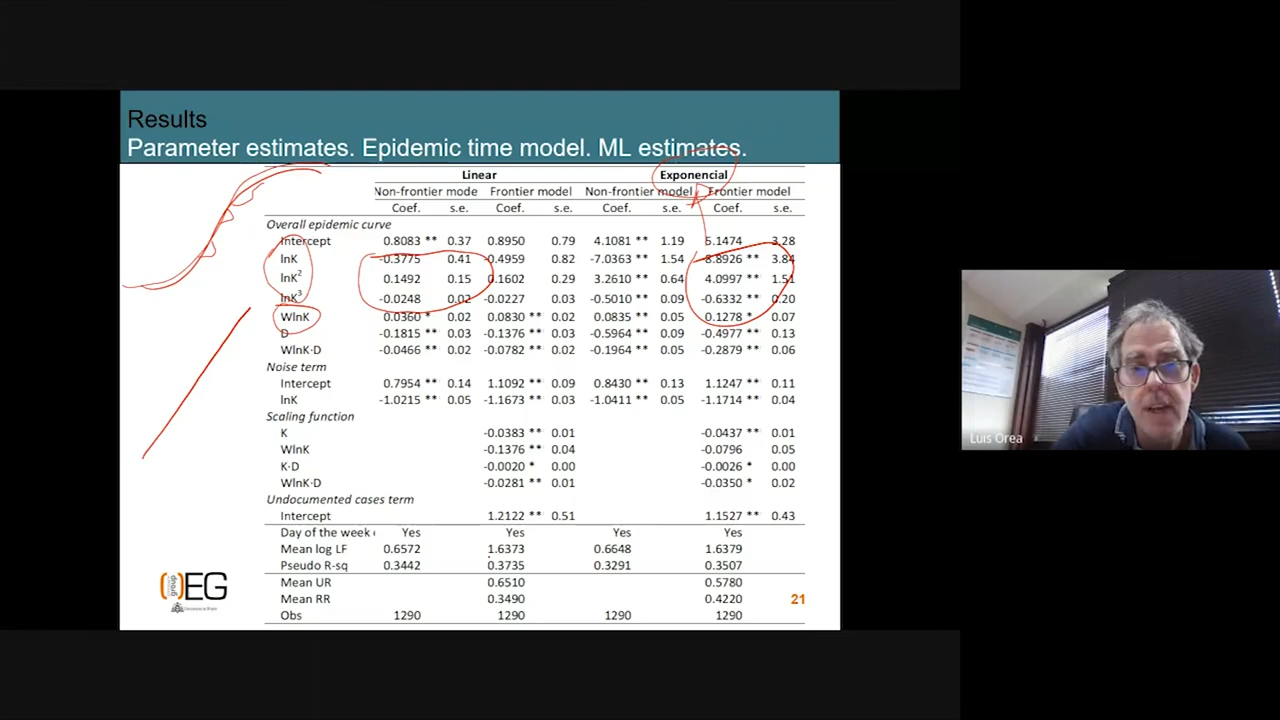 Results
Parameter estimates. Epidemic time model. ML estimates.
Linear Exponencial
Non-frontier mode Frontier model Non-frontier model Frontier model
Coef. s.e. Coef. s.e. Coef. s.e. Coef. s.e.
Overall epidemic curve
Intercept 0.8083 ** 0.37 0.8950 0.79 4.1081 ** 1.19 5.1474 3.28
lnK -0.3775 0.41 -0.4959 0.82 -7.0363 ** 1.54 -8.8926 ** 3.84
lnK² 0.1492 0.15 0.1602 0.29 3.2610 ** 0.64 4.0997 ** 1.51
lnK³ -0.0248 0.02 -0.0227 0.03 -0.5010 ** 0.09 -0.6332 ** 0.20
WlnK 0.0360 * 0.02 0.0830 ** 0.02 0.0835 ** 0.05 0.1278 * 0.07
D -0.1815 ** 0.03 -0.1376 ** 0.03 -0.5964 ** 0.09 -0.4977 ** 0.13
WlnK·D -0.0466 ** 0.02 -0.0782 ** 0.02 -0.1964 ** 0.05 -0.2879 ** 0.06
Noise term
Intercept 0.7954 ** 0.14 1.1092 ** 0.09 0.8430 ** 0.13 1.1247 ** 0.11
lnK -1.0215 ** 0.05 -1.1673 ** 0.03 -1.0411 ** 0.05 -1.1714 ** 0.04
Scaling function
K -0.0383 ** 0.01 -0.0437 ** 0.01
WlnK -0.1376 ** 0.04 -0.0796 0.05
K·D -0.0020 * 0.00 -0.0026 * 0.00
WlnK·D -0.0281 ** 0.01 -0.0350 * 0.02
Undocumented cases term
Intercept 1.2122 ** 0.51 1.1527 ** 0.43
Day of the week Yes Yes Yes Yes
Mean log LF 0.6572 1.6373 0.6648 1.6379
Pseudo R-sq 0.3442 0.3735 0.3291 0.3507
Mean UR 0.6510 0.5780
Mean RR 0.3490 0.4220
Obs 1290 1290 1290 1290
OEG
21
Luis Orea